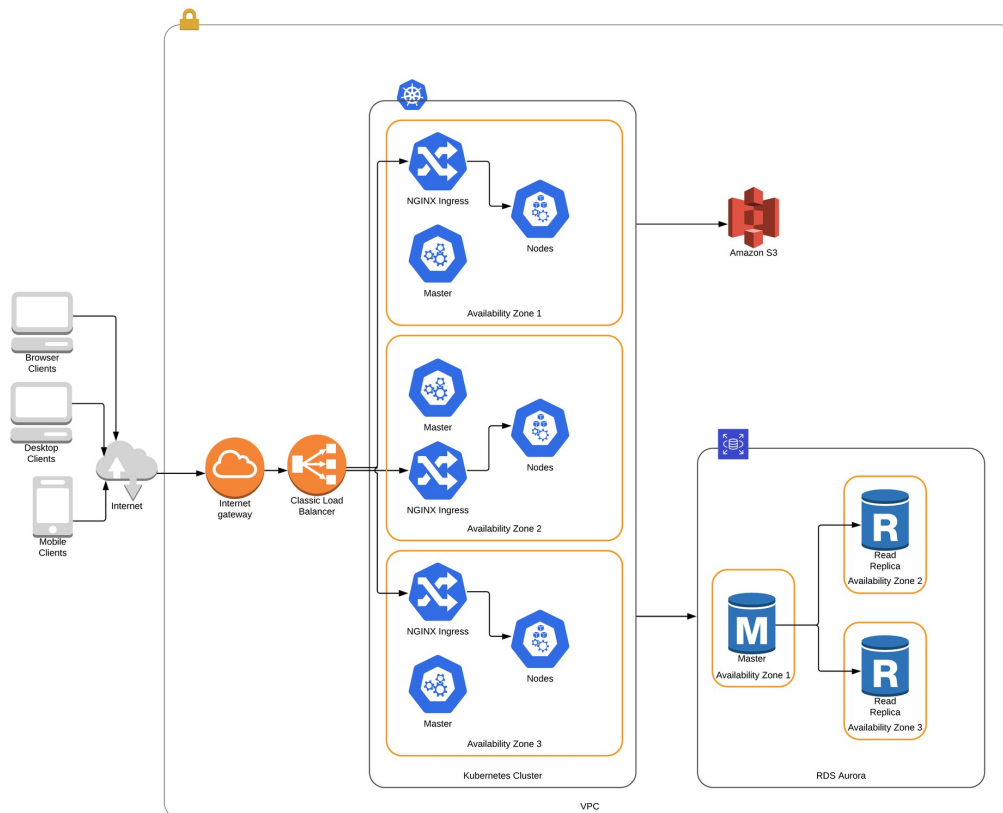 Browser
Clients
Desktop
Clients
Mobile
Clients
Internet
Internet
gateway
Classic Load
Balancer
NGINX Ingress
Nodes
Master
Availability Zone 1
Master
Nodes
NGINX Ingress
Availability Zone 2
NGINX Ingress
Nodes
Master
Availability Zone 3
Kubernetes Cluster
Amazon S3
R
Read
Replica
Availability Zone 2
M
Master
Availability Zone 1
R
Read
Replica
Availability Zone 3
RDS Aurora
VPC